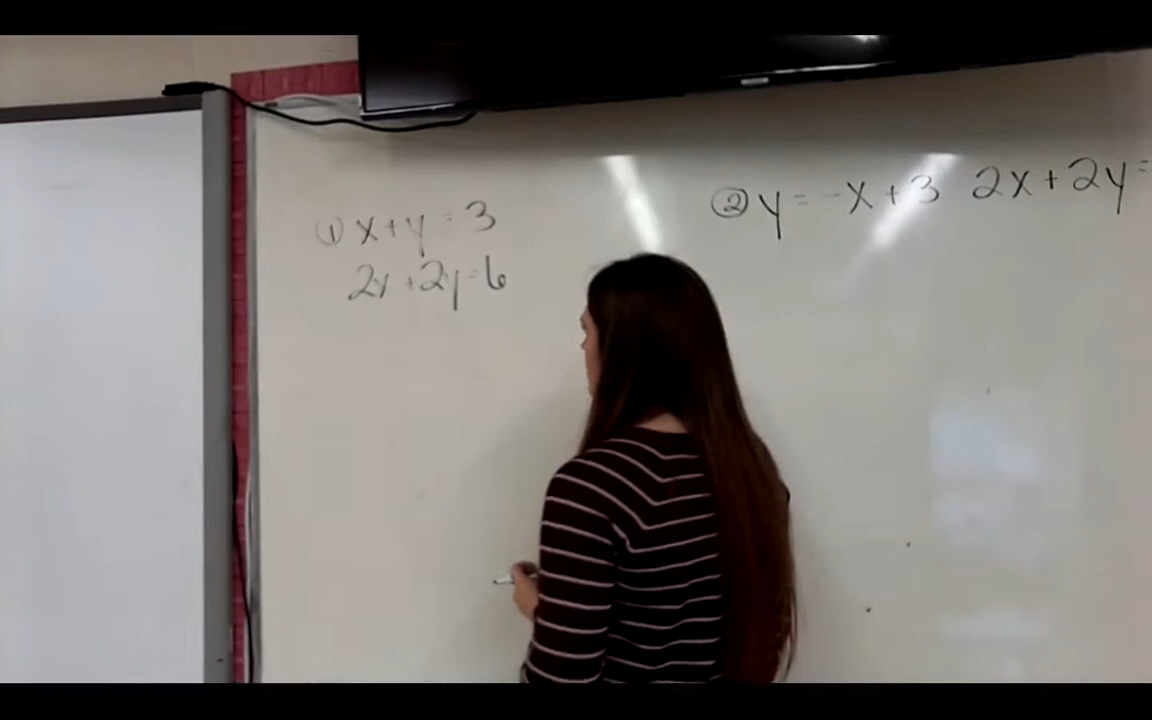 ① x+y=3
2x+2y=6
② y=-x+3 2x+2y=